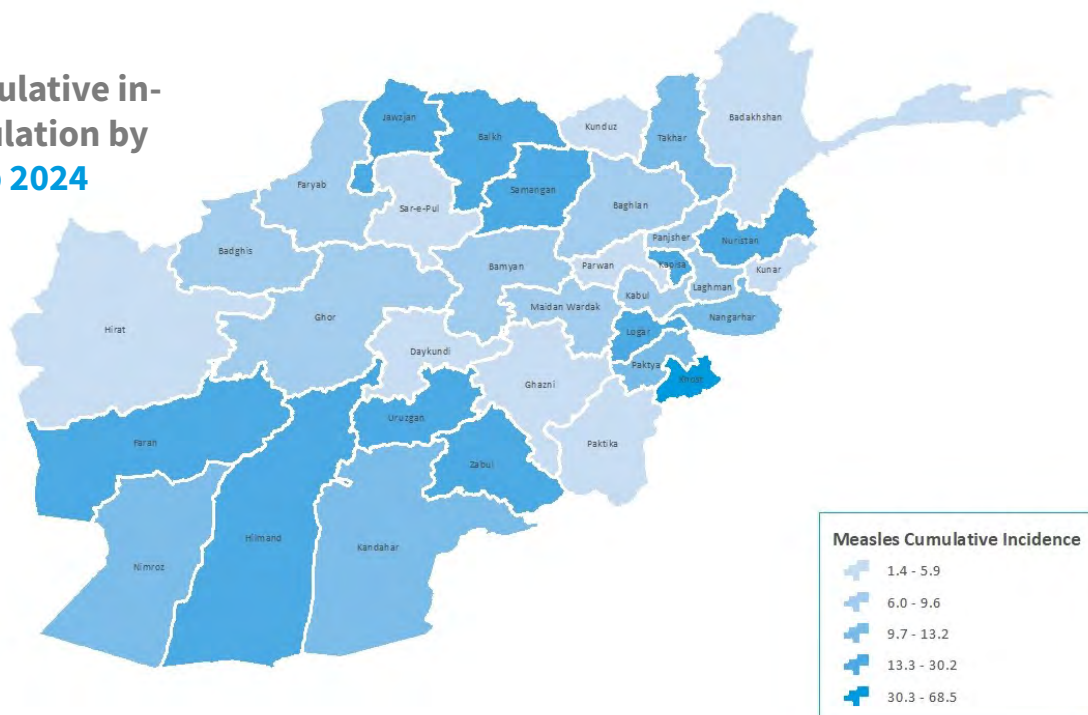 ulative in-
ulation by
2024
Jawzjan
Balkh
Kunduz
Takhar
Badakhshan
Faryab
Samangan
Sar-e-Pul
Baghlan
Badghis
Panjsher
Nuristan
Bamyan
Parwan
Kapisa
Kunar
Laghman
Kabul
Maidan Wardak
Hirat
Ghor
Nangarhar
Logar
Daykundi
Paktya
Khost
Ghazni
Uruzgan
Farah
Paktika
Zabul
Hilmand
Kandahar
Nimroz
Measles Cumulative Incidence
1.4 - 5.9
6.0 - 9.6
9.7 - 13.2
13.3 - 30.2
30.3 - 68.5